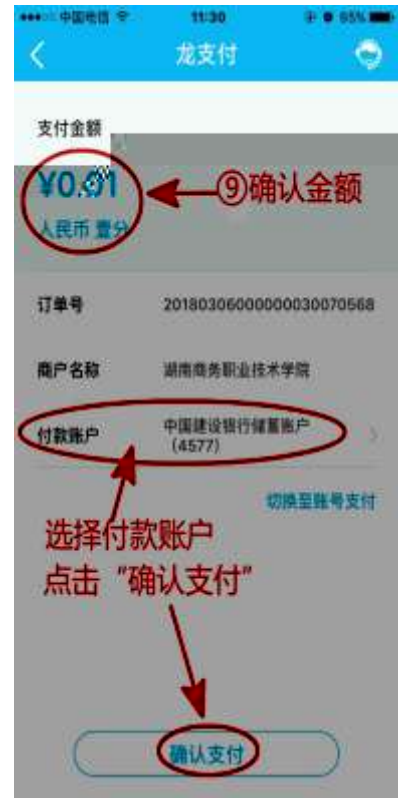 中国电信 11:30 95%
龙支付
支付金额
¥0.01
⑨确认金额
人民币 壹分
订单号 20180306000000030070568
商户名称 湖南商务职业技术学院
付款账户 中国建设银行储蓄账户
(4577)
切换至账号支付
选择付款账户
点击“确认支付”
确认支付